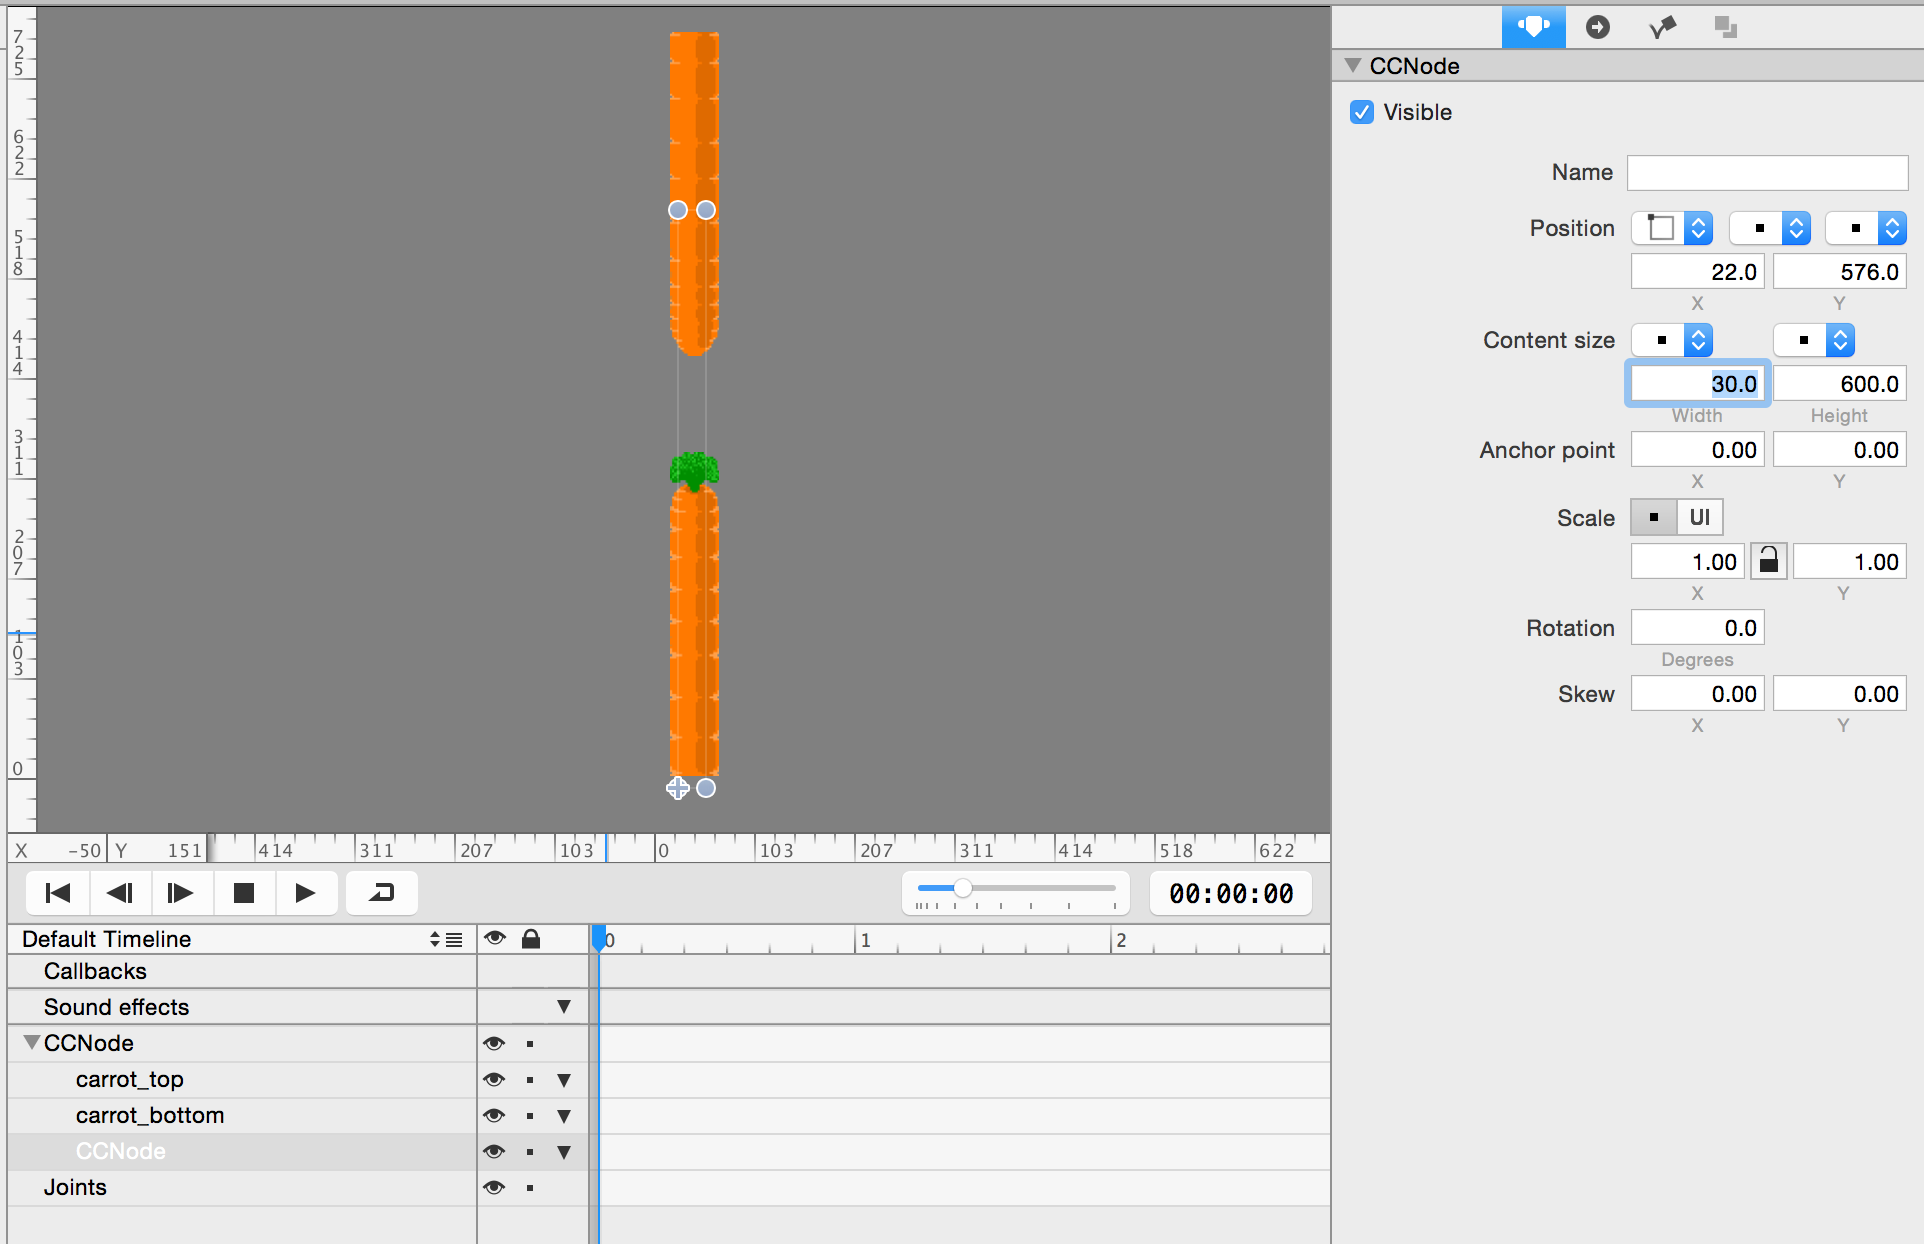 CCNode
Visible
Name
Position
22.0 576.0
X Y
Content size
30.0 600.0
Width Height
Anchor point 0.00 0.00
X Y
Scale UI
1.00 1.00
X Y
Rotation 0.0
Degrees
Skew 0.00 0.00
X Y
725
622
518
414
311
207
103
0
X -50 Y 151 414 311 207 103 0 103 207 311 414 518 622
00:00:00
Default Timeline 0 1 2
Callbacks
Sound effects
CCNode
carrot_top
carrot_bottom
CCNode
Joints